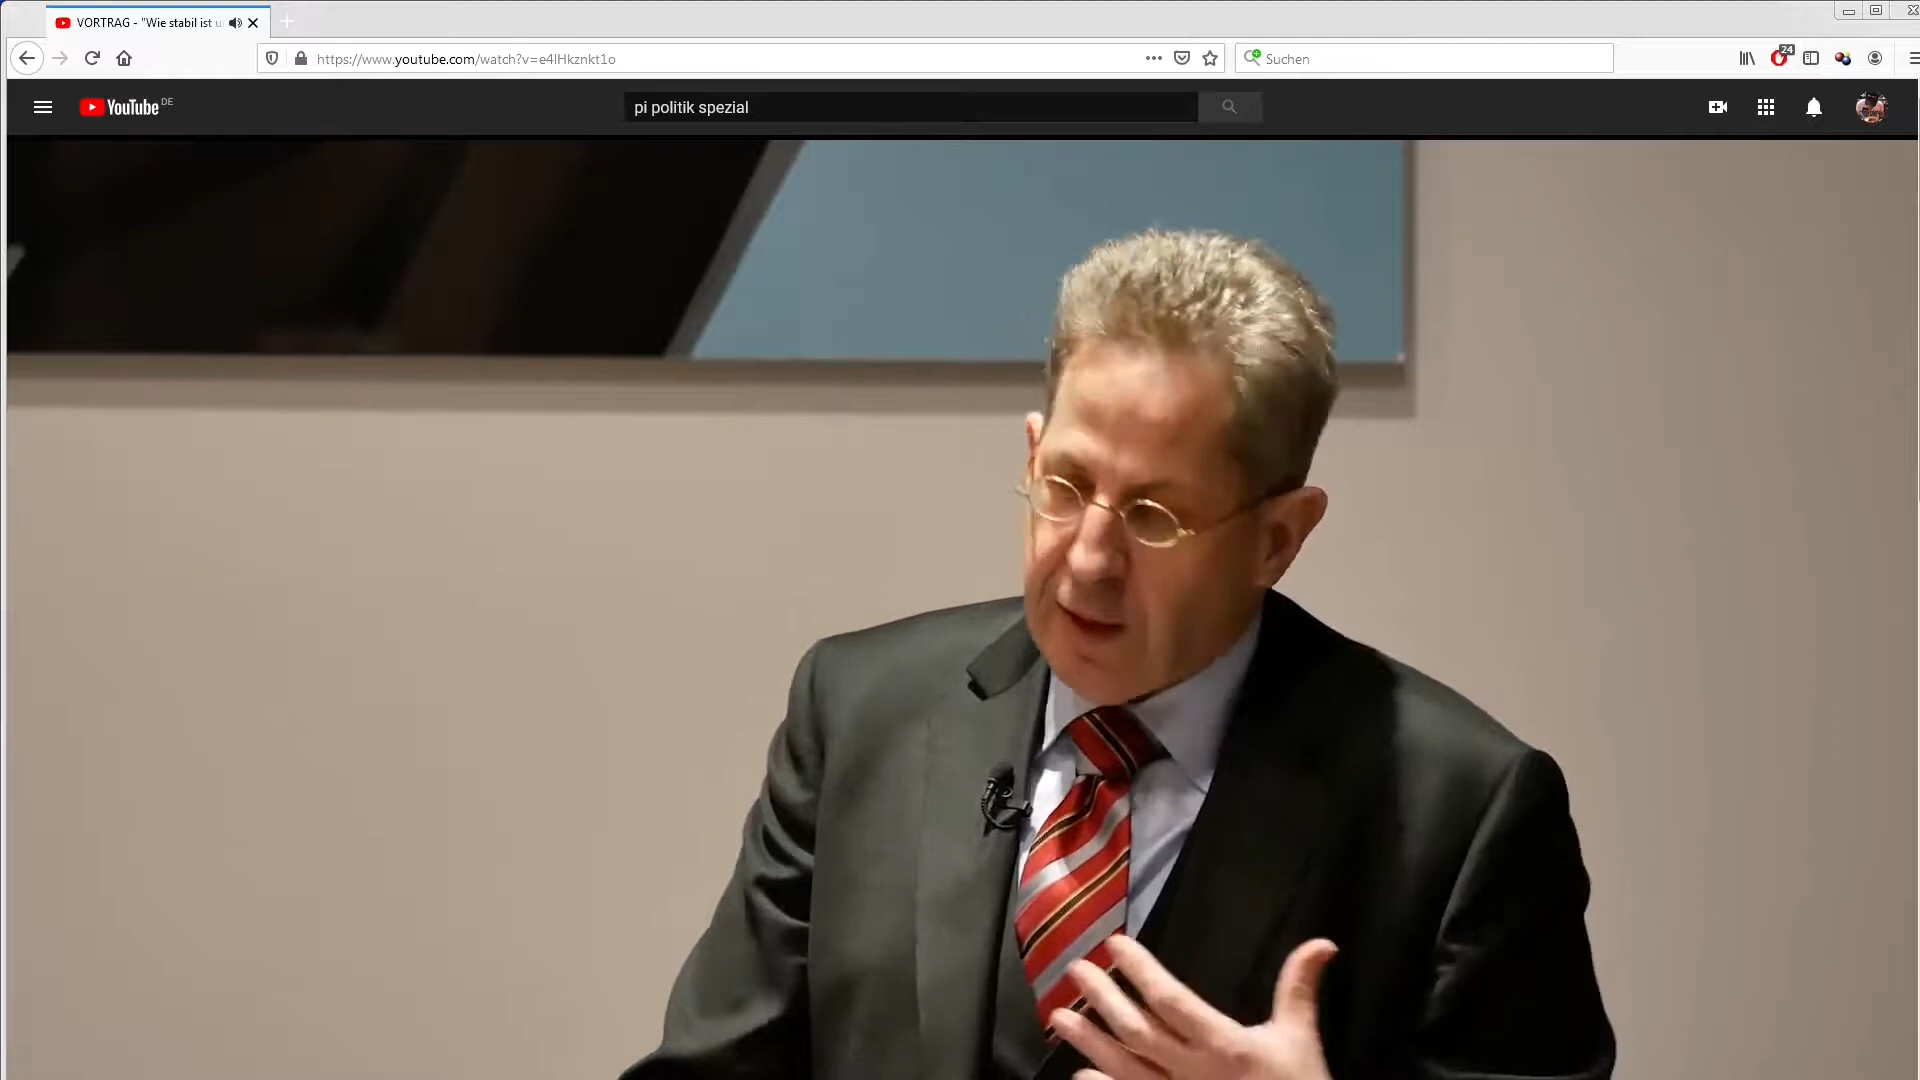 VORTRAG - "Wie stabil ist u
https://www.youtube.com/watch?v=e4lHkznkt1o
Suchen
24
YouTube DE
pi politik spezial